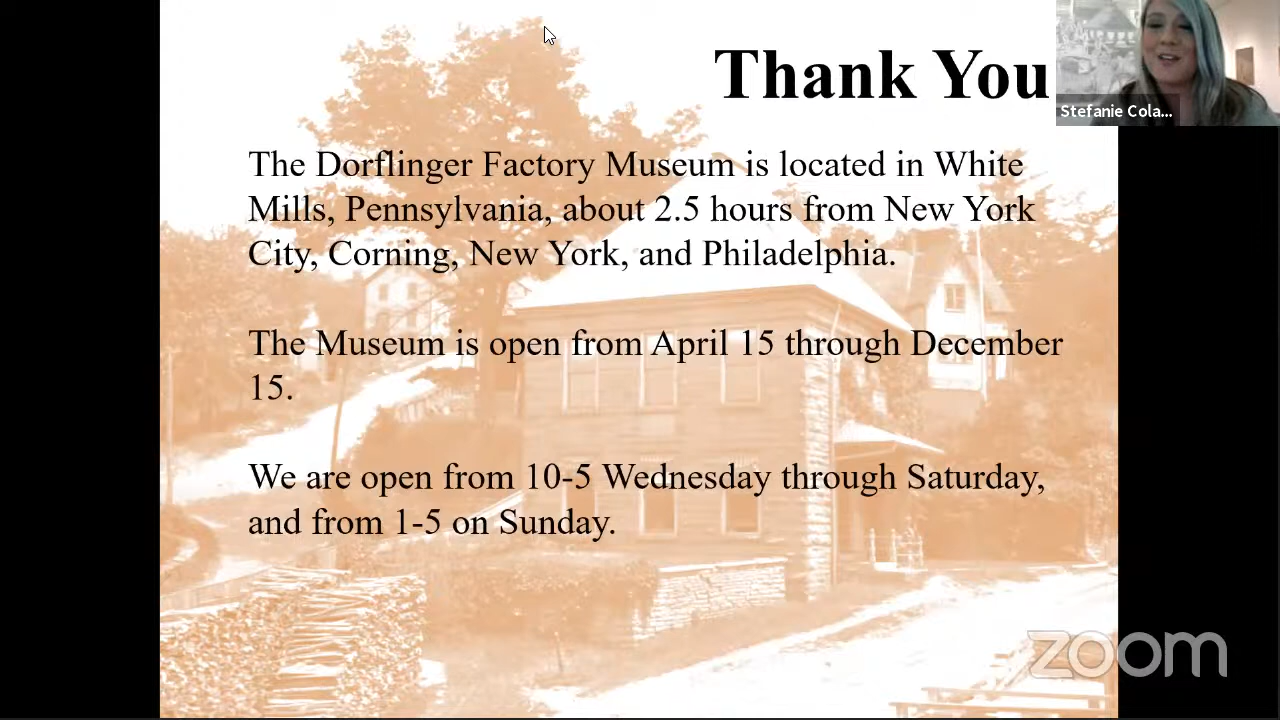 Thank You
Stefanie Cola...
The Dorflinger Factory Museum is located in White
Mills, Pennsylvania, about 2.5 hours from New York
City, Corning, New York, and Philadelphia.
The Museum is open from April 15 through December
15.
We are open from 10-5 Wednesday through Saturday,
and from 1-5 on Sunday.
zoom